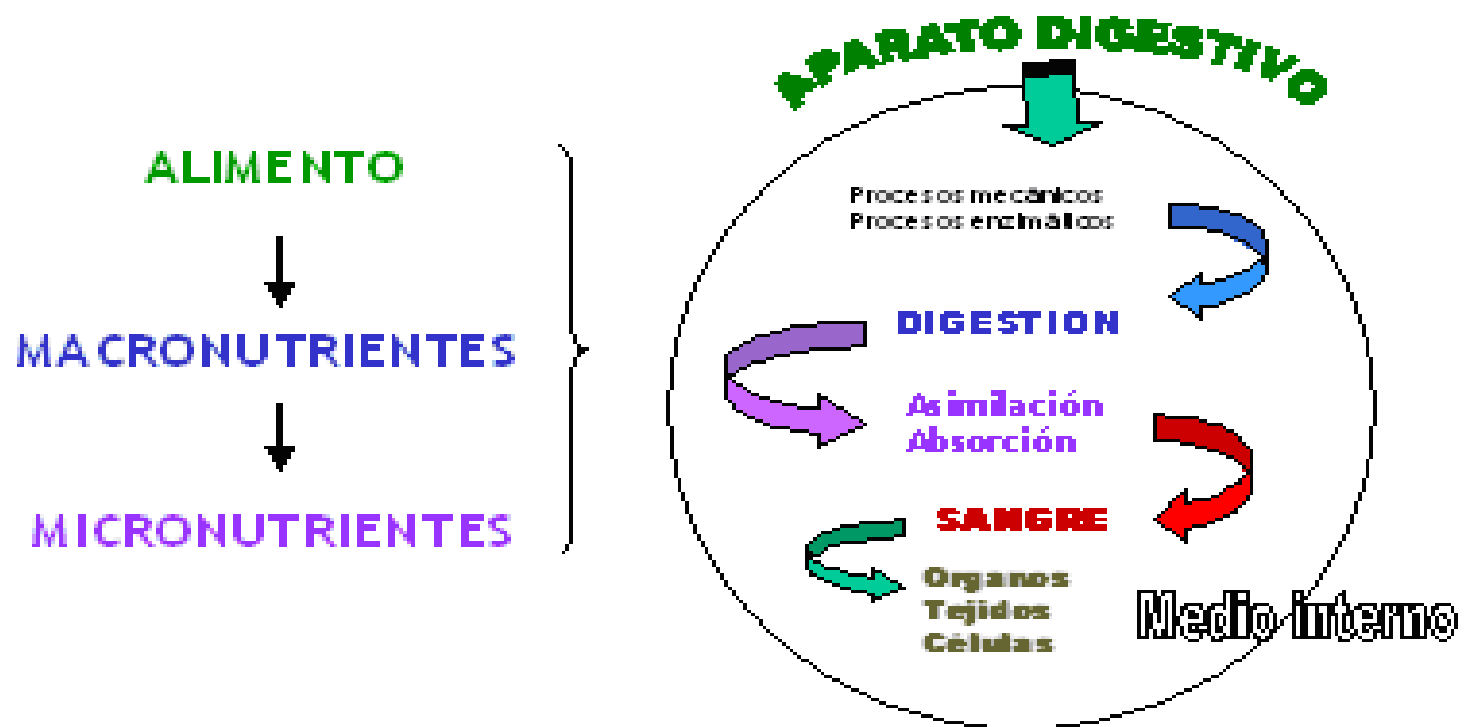 APARATO DIGESTIVO
ALIMENTO
MACRONUTRIENTES
MICRONUTRIENTES
Procesos mecánicos
Procesos enzimáticos
DIGESTION
Asimilación
Absorción
SANGRE
Organos
Tejidos
Células
Medio interno